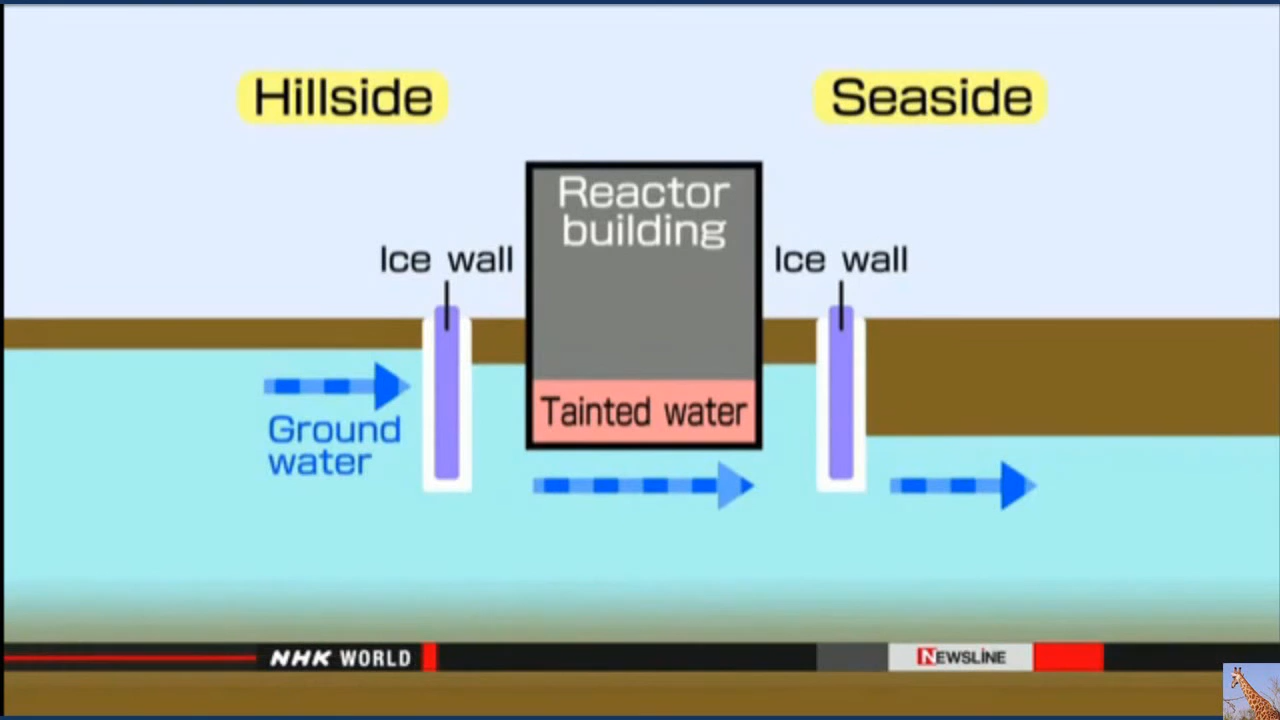 Hillside
Seaside
Reactor
building
Ice wall
Ice wall
Tainted water
Ground
water
NHK WORLD
NEWSLINE